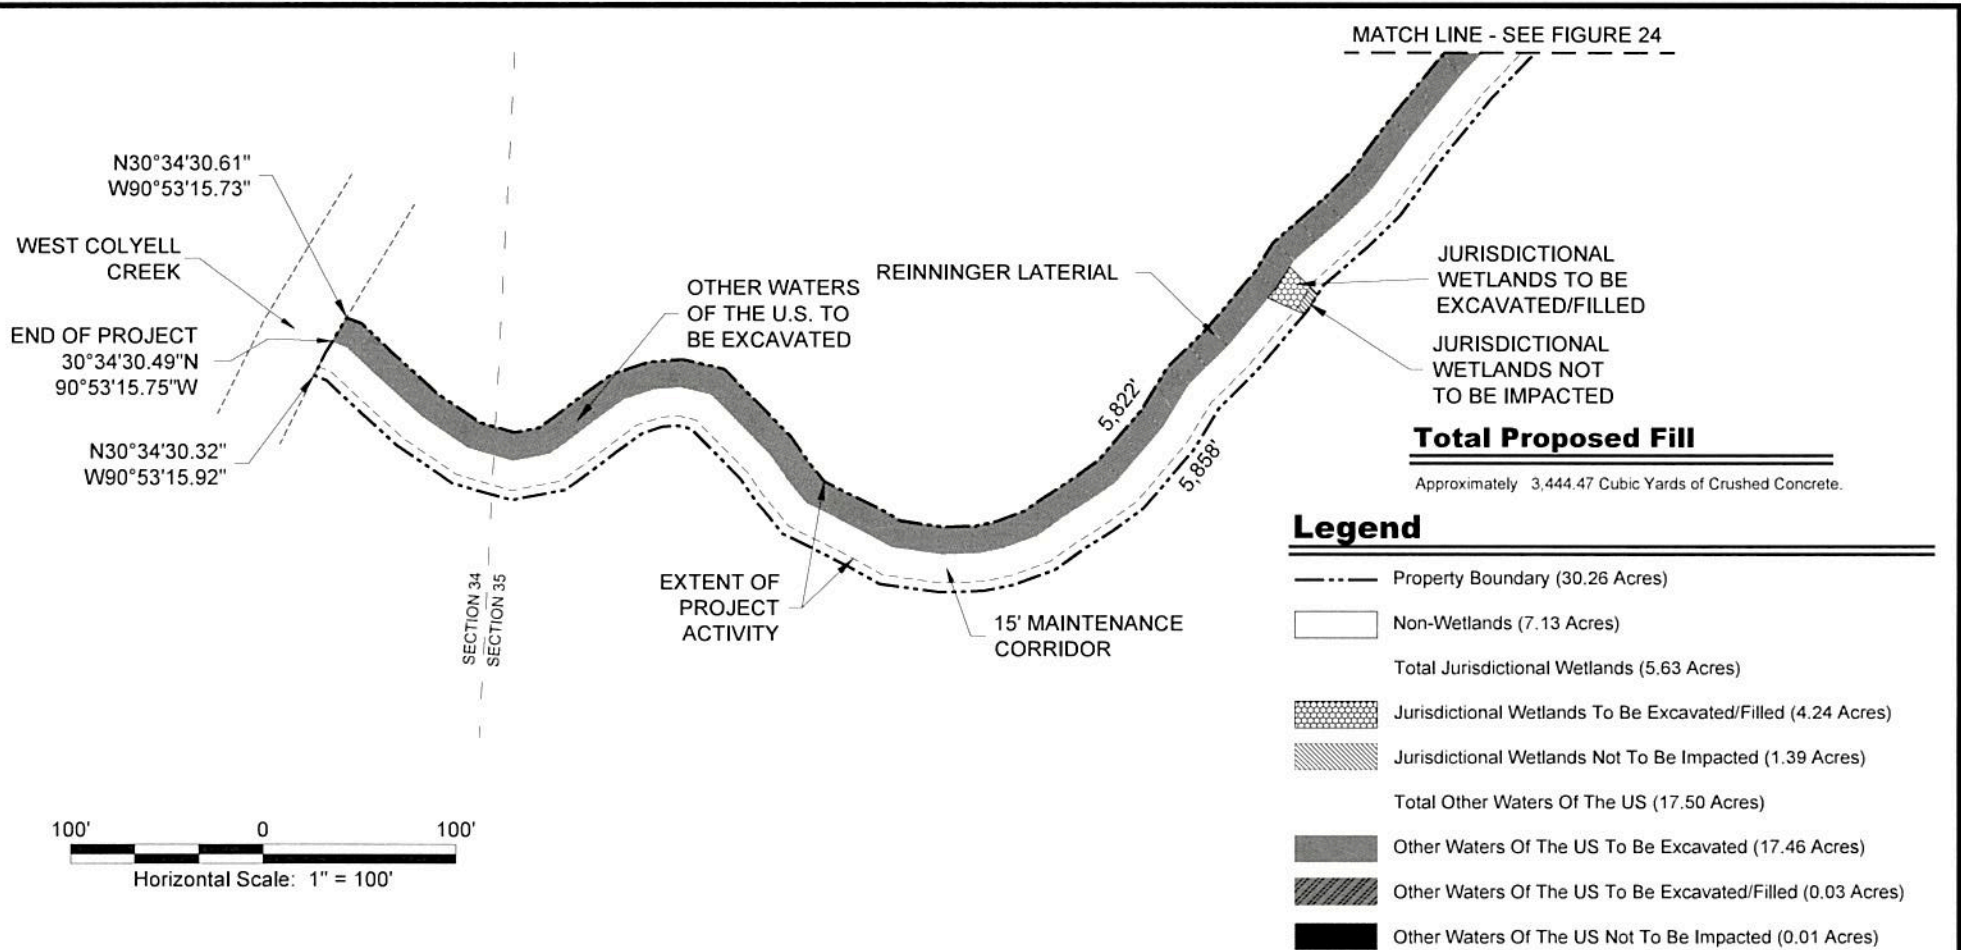 MATCH LINE - SEE FIGURE 24
N30°34'30.61"
W90°53'15.73"
WEST COLYELL
CREEK
END OF PROJECT
30°34'30.49"N
90°53'15.75"W
N30°34'30.32"
W90°53'15.92"
OTHER WATERS
OF THE U.S. TO
BE EXCAVATED
REINNINGER LATERIAL
JURISDICTIONAL
WETLANDS TO BE
EXCAVATED/FILLED
JURISDICTIONAL
WETLANDS NOT
TO BE IMPACTED
5,822'
5,858'
SECTION 34
SECTION 35
EXTENT OF
PROJECT
ACTIVITY
15' MAINTENANCE
CORRIDOR
Total Proposed Fill
Approximately 3,444.47 Cubic Yards of Crushed Concrete.
Legend
Property Boundary (30.26 Acres)
Non-Wetlands (7.13 Acres)
Total Jurisdictional Wetlands (5.63 Acres)
Jurisdictional Wetlands To Be Excavated/Filled (4.24 Acres)
Jurisdictional Wetlands Not To Be Impacted (1.39 Acres)
Total Other Waters Of The US (17.50 Acres)
Other Waters Of The US To Be Excavated (17.46 Acres)
Other Waters Of The US To Be Excavated/Filled (0.03 Acres)
Other Waters Of The US Not To Be Impacted (0.01 Acres)
100' 0 100'
Horizontal Scale: 1" = 100'